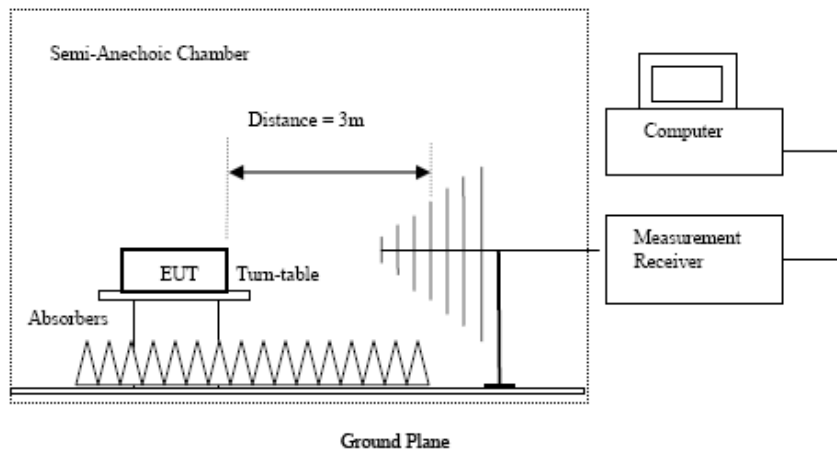 Semi-Anechoic Chamber
Distance = 3m
Computer
Measurement
Receiver
EUT
Turn-table
Absorbers
Ground Plane